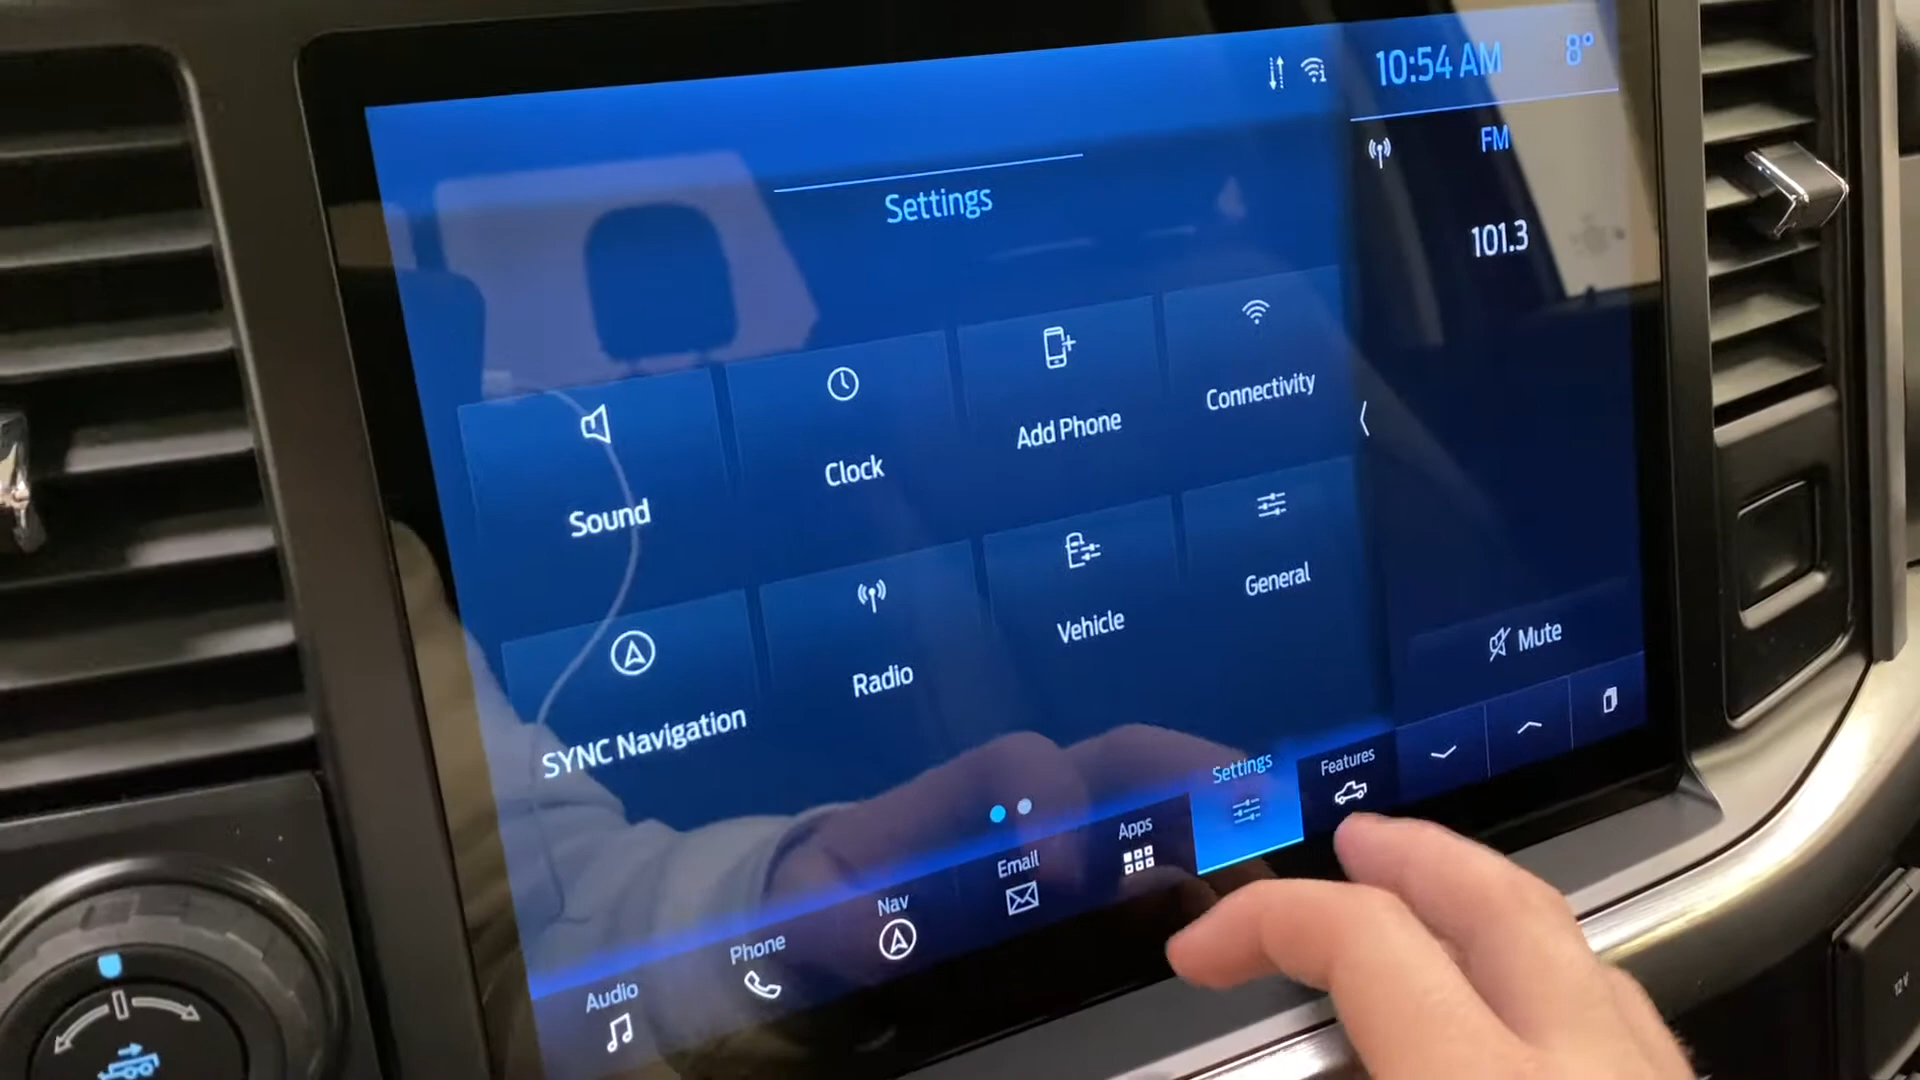 10:54 AM 8°
FM
101.3
Settings
Sound
Clock
Add Phone
Connectivity
SYNC Navigation
Radio
Vehicle
General
Mute
Audio
Phone
Nav
Email
Apps
Settings
Features
12V